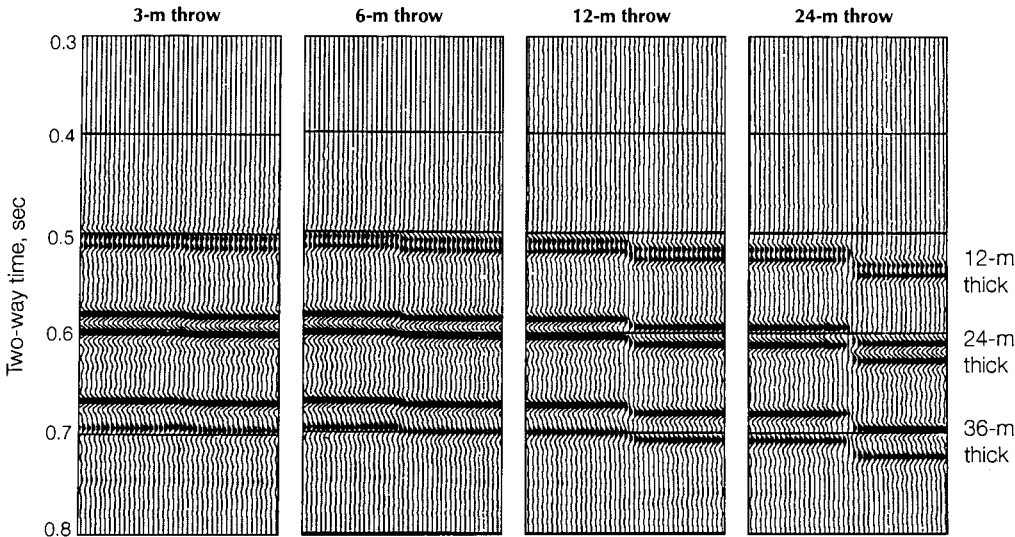 3-m throw
6-m throw
12-m throw
24-m throw
Two-way time, sec
0.3
0.4
0.5
0.6
0.7
0.8
12-m
thick
24-m
thick
36-m
thick